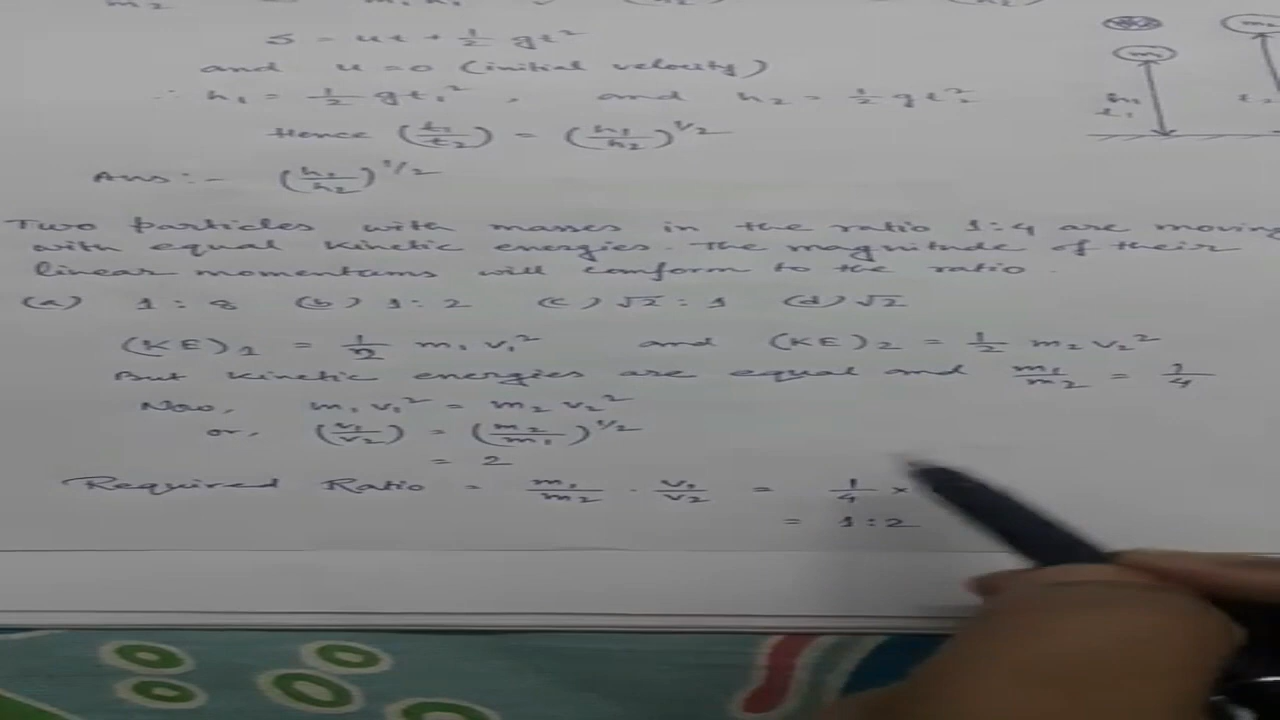 s = ut + 1/2 gt²
and u = 0 (initial velocity)
∴ h₁ = 1/2 gt₁², and h₂ = 1/2 gt₂²
Hence (t₁/t₂) = (h₁/h₂)^1/2
Ans :- (h₁/h₂)^1/2
Two particles with masses in the ratio 1:4 are moving
with equal kinetic energies. The magnitude of their
linear momentums will comform to the ratio.
(a) 1 : 8 (b) 1 : 2 (c) √2 : 1 (d) √2
(KE)₁ = 1/2 m₁ v₁² and (KE)₂ = 1/2 m₂ v₂²
But kinetic energies are equal and m₁/m₂ = 1/4
Now, m₁ v₁² = m₂ v₂²
or, (v₁/v₂) = (m₂/m₁)^1/2
= 2
Required Ratio = m₁/m₂ . v₁/v₂ = 1/4 ×
= 1 : 2